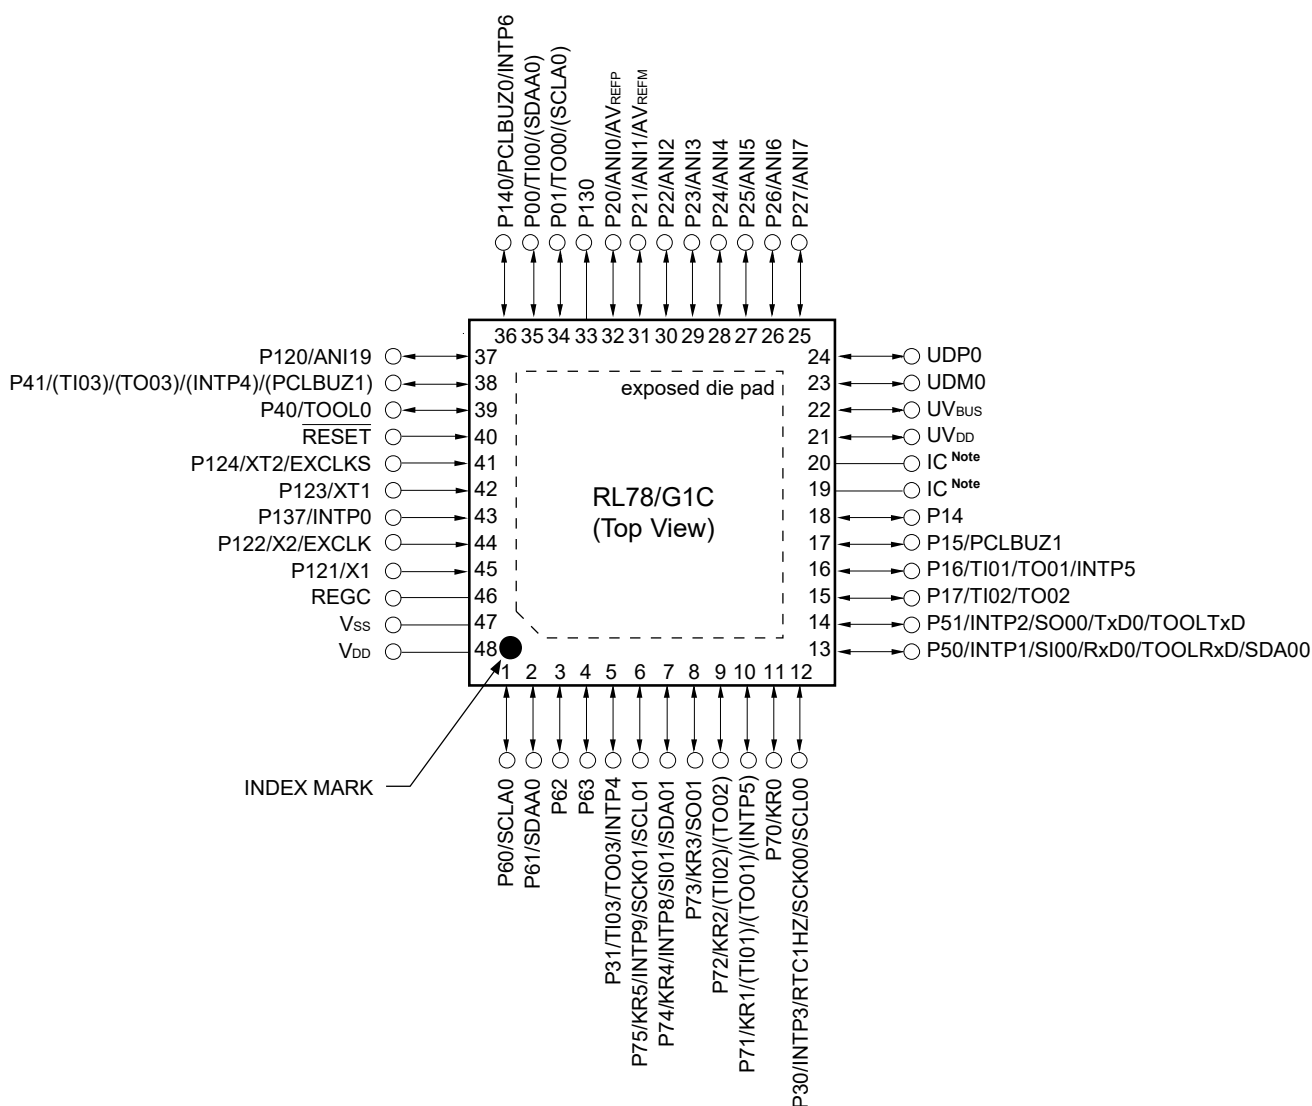 P140/PCLBUZ0/INTP6
P00/TI00/(SDAA0)
P01/TO00/(SCLA0)
P130
P20/ANI0/AVREFP
P21/ANI1/AVREFM
P22/ANI2
P23/ANI3
P24/ANI4
P25/ANI5
P26/ANI6
P27/ANI7
36 35 34 33 32 31 30 29 28 27 26 25
P120/ANI19 37
P41/(TI03)/(TO03)/(INTP4)/(PCLBUZ1) 38
P40/TOOL0 39
RESET 40
P124/XT2/EXCLKS 41
P123/XT1 42
P137/INTP0 43
P122/X2/EXCLK 44
P121/X1 45
REGC 46
VSS 47
VDD 48
exposed die pad
RL78/G1C
(Top View)
24 UDP0
23 UDM0
22 UVBUS
21 UVDD
20 IC Note
19 IC Note
18 P14
17 P15/PCLBUZ1
16 P16/TI01/TO01/INTP5
15 P17/TI02/TO02
14 P51/INTP2/SO00/TxD0/TOOLTxD
13 P50/INTP1/SI00/RxD0/TOOLRxD/SDA00
1 2 3 4 5 6 7 8 9 10 11 12
INDEX MARK
P60/SCLA0
P61/SDAA0
P62
P63
P31/TI03/TO03/INTP4
P75/KR5/INTP9/SCK01/SCL01
P74/KR4/INTP8/SI01/SDA01
P73/KR3/SO01
P72/KR2/(TI02)/(TO02)
P71/KR1/(TI01)/(TO01)/(INTP5)
P70/KR0
P30/INTP3/RTC1HZ/SCK00/SCL00